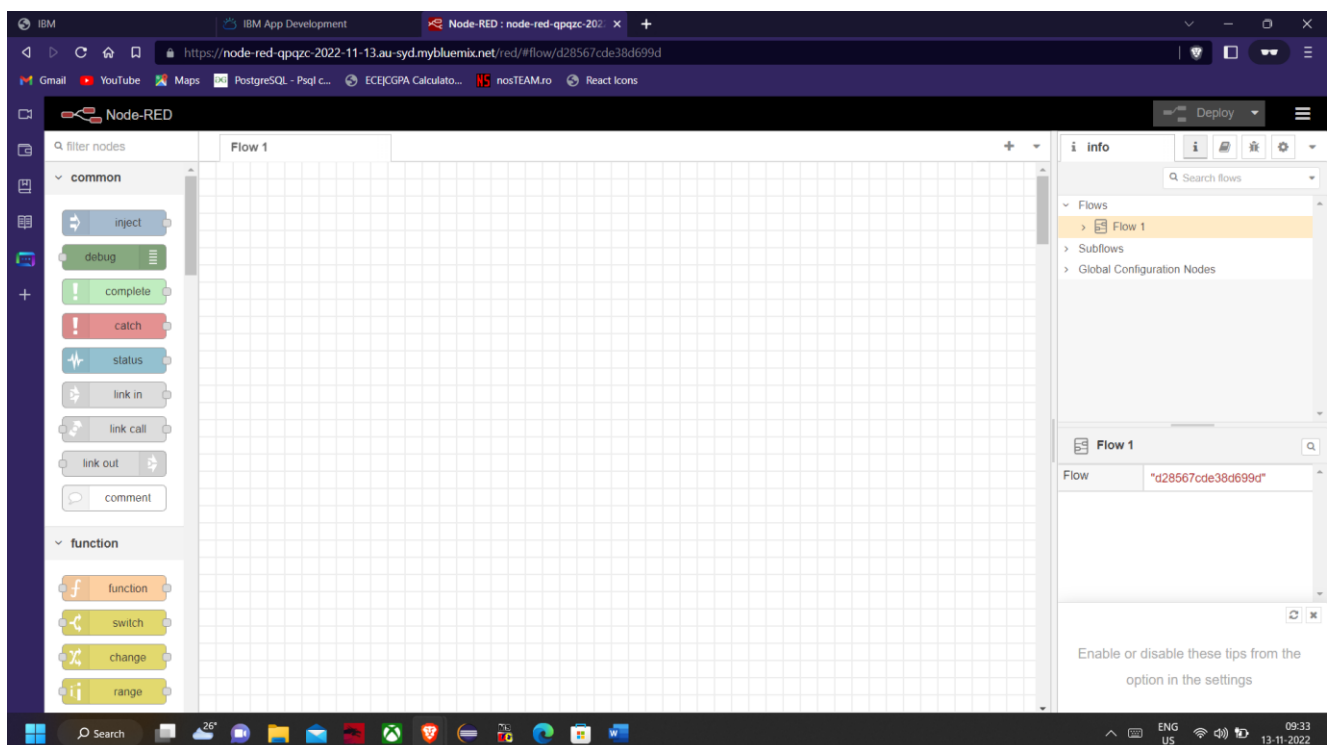 IBM
IBM App Development
Node-RED : node-red-qpqzc-202
https://node-red-qpqzc-2022-11-13.au-syd.mybluemix.net/red/#flow/d28567cde38d699d
Gmail
YouTube
Maps
PostgreSQL - Psql c...
ECE|CGPA Calculato...
NS nosTEAM.ro
React Icons
Node-RED
Deploy
filter nodes
Flow 1
i info
i
Search flows
common
inject
debug
complete
catch
status
link in
link call
link out
comment
function
function
switch
change
range
Flows
Flow 1
Subflows
Global Configuration Nodes
Flow 1
Flow "d28567cde38d699d"
Enable or disable these tips from the
option in the settings
Search
26°
ENG
US
09:33
13-11-2022